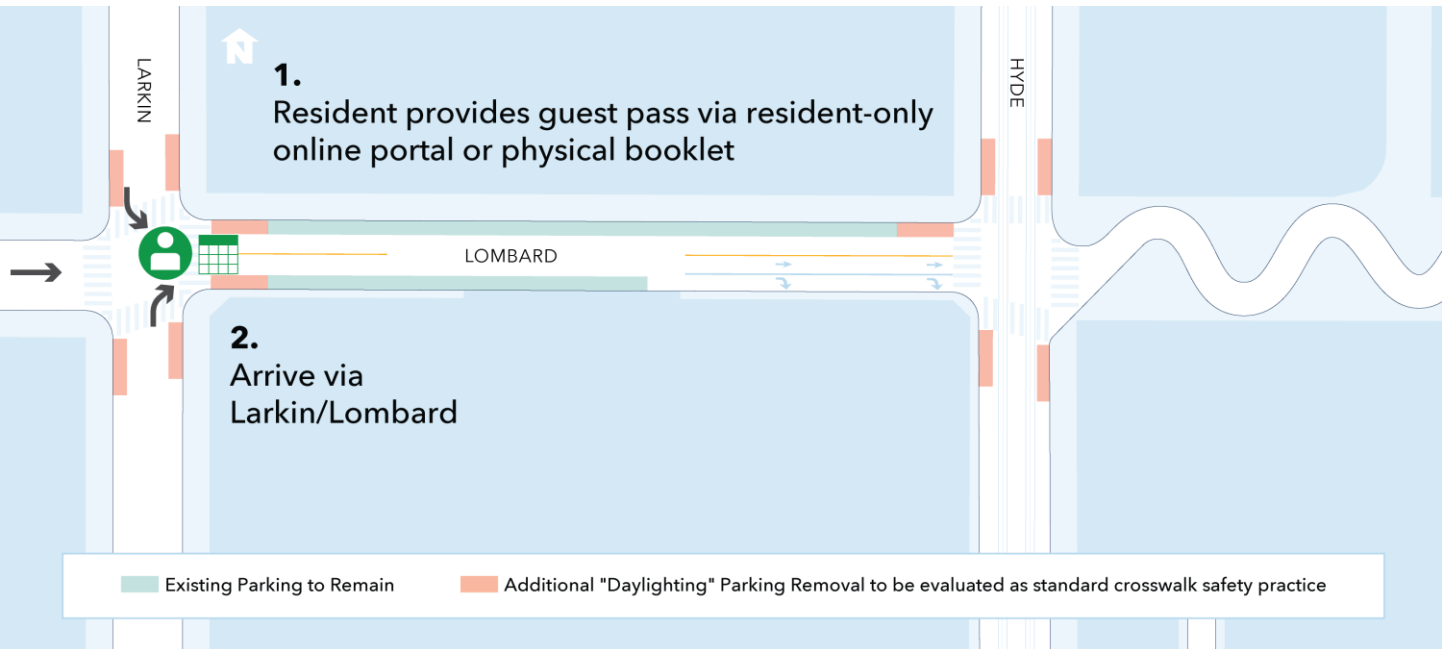 N
LARKIN
HYDE
1.
Resident provides guest pass via resident-only
online portal or physical booklet
LOMBARD
2.
Arrive via
Larkin/Lombard
Existing Parking to Remain
Additional "Daylighting" Parking Removal to be evaluated as standard crosswalk safety practice